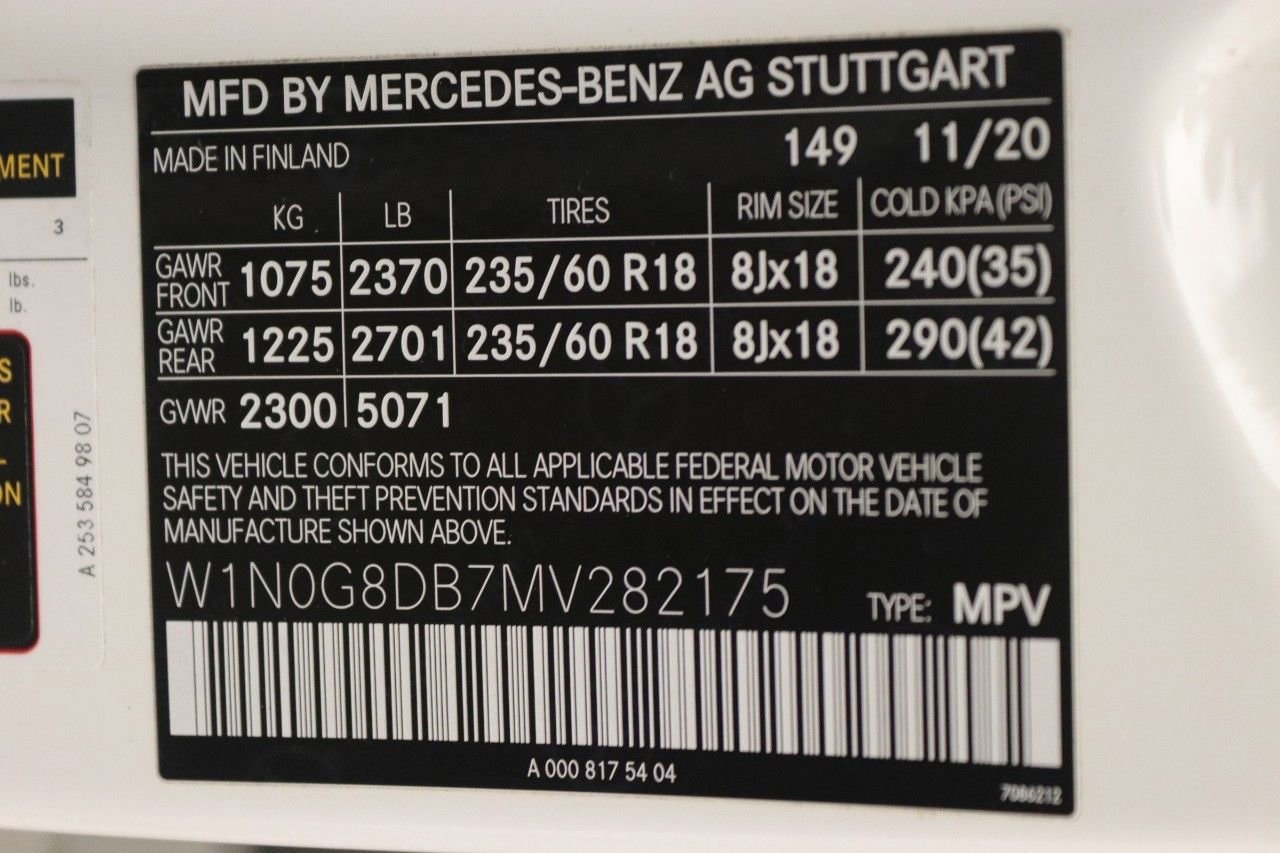 MFD BY MERCEDES-BENZ AG STUTTGART
MADE IN FINLAND 149 11/20
KG LB TIRES RIM SIZE COLD KPA (PSI)
GAWR FRONT 1075 2370 235/60 R18 8Jx18 240(35)
GAWR REAR 1225 2701 235/60 R18 8Jx18 290(42)
GVWR 2300 5071
THIS VEHICLE CONFORMS TO ALL APPLICABLE FEDERAL MOTOR VEHICLE
SAFETY AND THEFT PREVENTION STANDARDS IN EFFECT ON THE DATE OF
MANUFACTURE SHOWN ABOVE.
W1N0G8DB7MV282175 TYPE: MPV
A 000 817 54 04
7086212
MENT
3
lbs.
lb.
S
R
L
ON
A 253 584 98 07